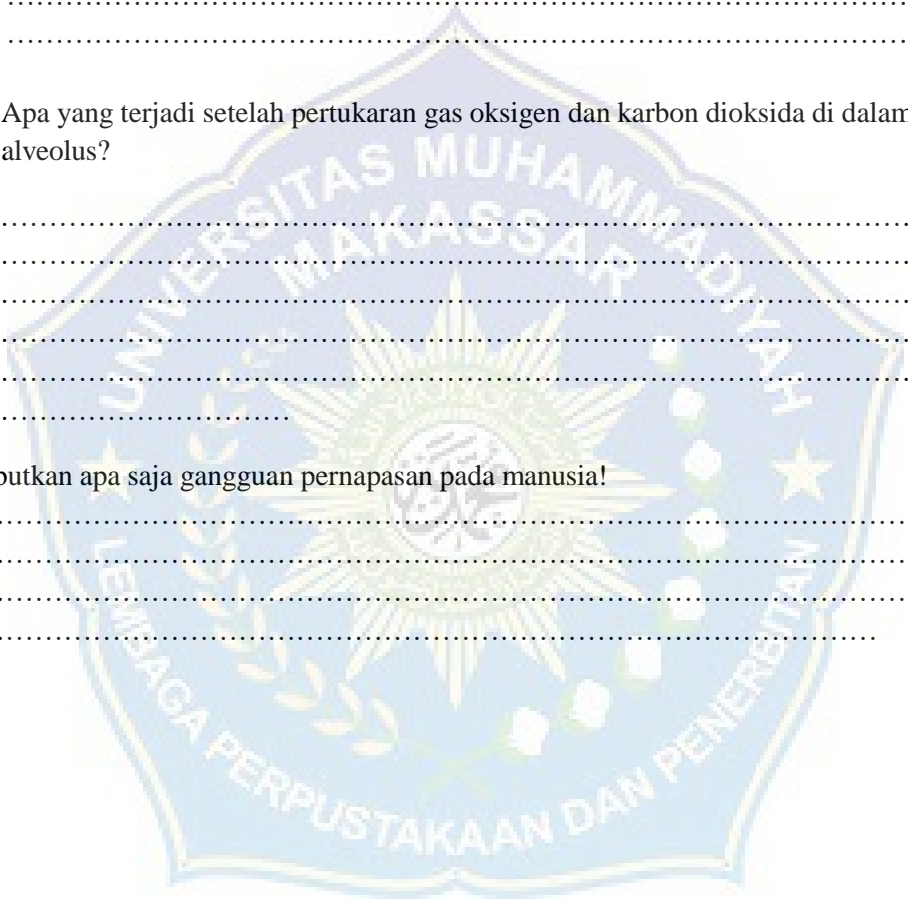 ………………………………………………………………………………………
………………………………………………………………………………………
Apa yang terjadi setelah pertukaran gas oksigen dan karbon dioksida di dalam
alveolus?
………………………………………………………………………………………
………………………………………………………………………………………
………………………………………………………………………………………
………………………………………………………………………………………
………………………………………………………………………………………
…………………………
butkan apa saja gangguan pernapasan pada manusia!
………………………………………………………………………………………
………………………………………………………………………………………
………………………………………………………………………………………
……………………………………………………………………………………
UNIVERSITAS MUHAMMADIYAH
MAKASSAR
LEMBAGA PERPUSTAKAAN DAN PENERBITAN